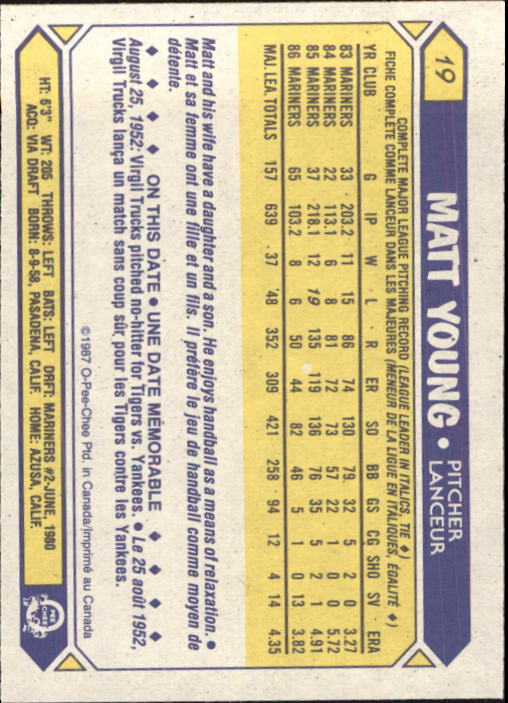 19
MATT YOUNG • PITCHER
LANCEUR
COMPLETE MAJOR LEAGUE PITCHING RECORD (LEAGUE LEADER IN ITALICS, TIE ♦)
FICHE COMPLÈTE COMME LANCEUR DANS LES MAJEURES (MENEUR DE LA LIGUE EN ITALIQUES, ÉGALITÉ ♦)
YR CLUB G IP W L R ER SO BB GS CG SHO SV ERA
83 MARINERS 33 203.2 11 15 86 74 130 79 32 5 2 0 3.27
84 MARINERS 22 113.1 6 8 81 72 73 57 22 1 0 0 5.72
85 MARINERS 37 218.1 12 19 135 119 136 76 35 5 2 1 4.91
86 MARINERS 65 103.2 8 6 50 44 82 46 5 1 0 13 3.82
MAJ. LEA. TOTALS 157 639 37 48 352 309 421 258 94 12 4 14 4.35
Matt and his wife have a daughter and a son. He enjoys handball as a means of relaxation. •
Matt et sa femme ont une fille et un fils. Il préfère le jeu de handball comme moyen de
détente.
♦ ♦ ♦ ♦ ON THIS DATE • UNE DATE MÉMORABLE ♦ ♦ ♦ ♦
August 25, 1952: Virgil Trucks pitched no-hitter for Tigers vs. Yankees. • Le 25 août 1952,
Virgil Trucks lança un match sans coup sûr, pour les Tigers contre les Yankees.
©1987 O-Pee-Chee Ptd. in Canada/Imprimé au Canada
HT: 6'3" WT: 205 THROWS: LEFT BATS: LEFT DRFT: MARINERS #2-JUNE, 1980
ACQ: VIA DRAFT BORN: 8-9-58, PASADENA, CALIF. HOME: AZUSA, CALIF.
O
PEE
CHEE